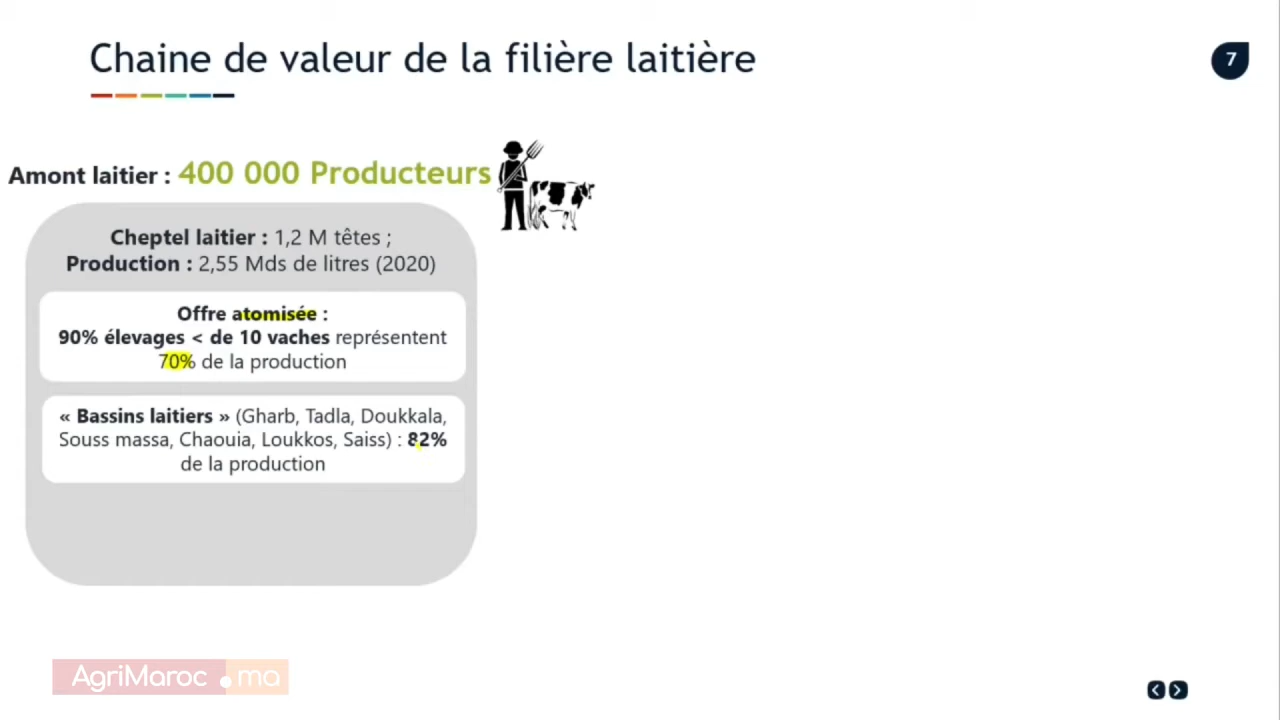 Chaine de valeur de la filière laitière
7
Amont laitier : 400 000 Producteurs
Cheptel laitier : 1,2 M têtes ;
Production : 2,55 Mds de litres (2020)
Offre atomisée :
90% élevages < de 10 vaches représentent
70% de la production
« Bassins laitiers » (Gharb, Tadla, Doukkala,
Souss massa, Chaouia, Loukkos, Saiss) : 82%
de la production
AgriMaroc.ma